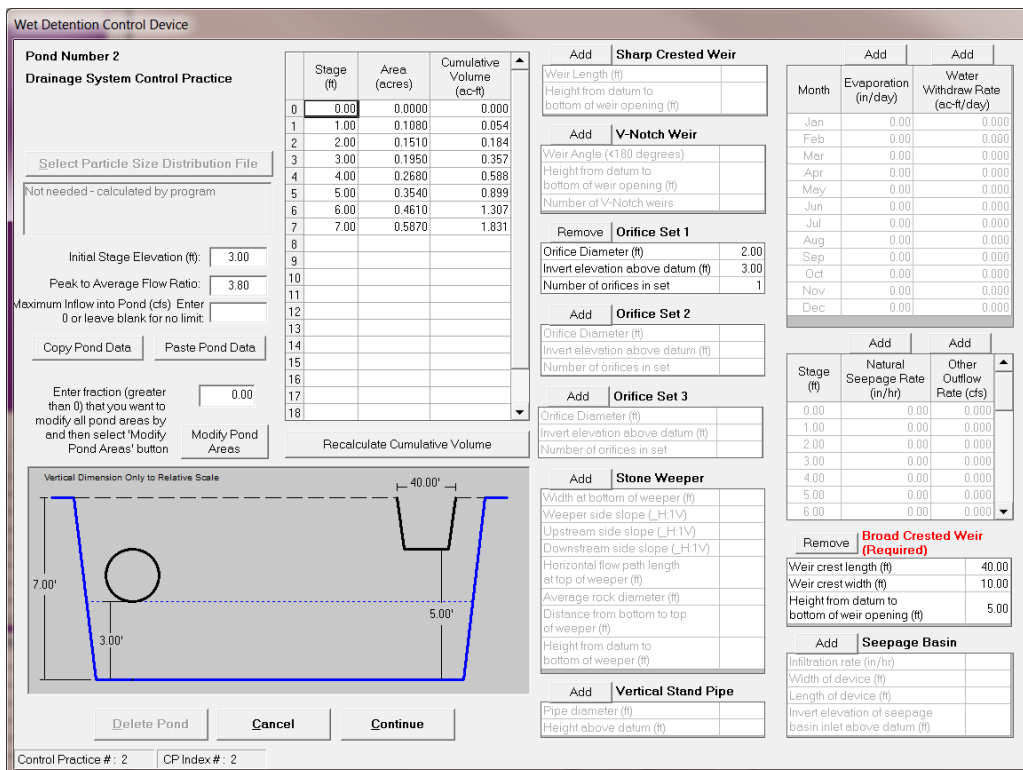 Wet Detention Control Device
Pond Number 2
Drainage System Control Practice
Select Particle Size Distribution File
Not needed - calculated by program
Initial Stage Elevation (ft): 3.00
Peak to Average Flow Ratio: 3.80
Maximum Inflow into Pond (cfs) Enter
0 or leave blank for no limit:
Copy Pond Data Paste Pond Data
Enter fraction (greater
than 0) that you want to
modify all pond areas by
and then select 'Modify
Pond Areas' button
0.00
Modify Pond
Areas
Stage
(ft)
Area
(acres)
Cumulative
Volume
(ac-ft)
0 0.00 0.0000 0.000
1 1.00 0.1080 0.054
2 2.00 0.1510 0.184
3 3.00 0.1950 0.357
4 4.00 0.2680 0.588
5 5.00 0.3540 0.899
6 6.00 0.4610 1.307
7 7.00 0.5870 1.831
8
9
10
11
12
13
14
15
16
17
18
Recalculate Cumulative Volume
Vertical Dimension Only to Relative Scale
40.00'
7.00'
3.00'
5.00'
Delete Pond Cancel Continue
Control Practice # : 2 CP Index # : 2
Add Sharp Crested Weir
Weir Length (ft)
Height from datum to
bottom of weir opening (ft)
Add V-Notch Weir
Weir Angle (<180 degrees)
Height from datum to
bottom of weir opening (ft)
Number of V-Notch weirs
Remove Orifice Set 1
Orifice Diameter (ft) 2.00
Invert elevation above datum (ft) 3.00
Number of orifices in set 1
Add Orifice Set 2
Orifice Diameter (ft)
Invert elevation above datum (ft)
Number of orifices in set
Add Orifice Set 3
Orifice Diameter (ft)
Invert elevation above datum (ft)
Number of orifices in set
Add Stone Weeper
Width at bottom of weeper (ft)
Weeper side slope (_H:1V)
Upstream side slope (_H:1V)
Downstream side slope (_H:1V)
Horizontal flow path length
at top of weeper (ft)
Average rock diameter (ft)
Distance from bottom to top
of weeper (ft)
Height from datum to
bottom of weeper (ft)
Add Vertical Stand Pipe
Pipe diameter (ft)
Height above datum (ft)
Add Add
Month
Evaporation
(in/day)
Water
Withdraw Rate
(ac-ft/day)
Jan 0.00 0.000
Feb 0.00 0.000
Mar 0.00 0.000
Apr 0.00 0.000
May 0.00 0.000
Jun 0.00 0.000
Jul 0.00 0.000
Aug 0.00 0.000
Sep 0.00 0.000
Oct 0.00 0.000
Nov 0.00 0.000
Dec 0.00 0.000
Add Add
Stage
(ft)
Natural
Seepage Rate
(in/hr)
Other
Outflow
Rate (cfs)
0.00 0.00 0.000
1.00 0.00 0.000
2.00 0.00 0.000
3.00 0.00 0.000
4.00 0.00 0.000
5.00 0.00 0.000
6.00 0.00 0.000
Remove Broad Crested Weir
(Required)
Weir crest length (ft) 40.00
Weir crest width (ft) 10.00
Height from datum to
bottom of weir opening (ft) 5.00
Add Seepage Basin
Infiltration rate (in/hr)
Width of device (ft)
Length of device (ft)
Invert elevation of seepage
basin inlet above datum (ft)